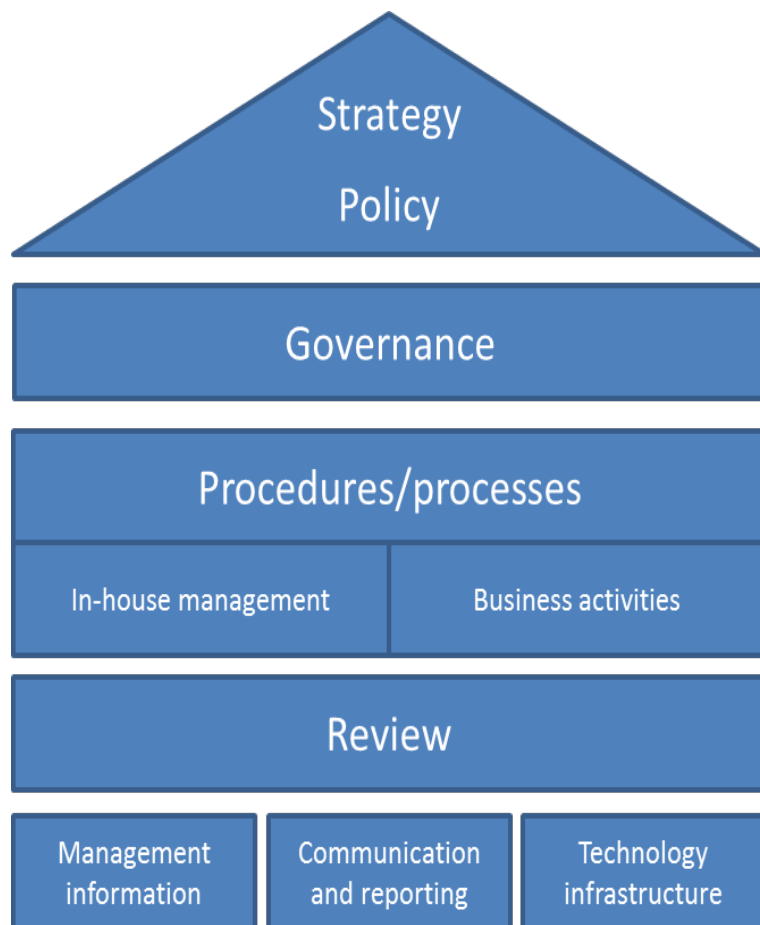 Strategy
Policy
Governance
Procedures/processes
In-house management
Business activities
Review
Management
information
Communication
and reporting
Technology
infrastructure